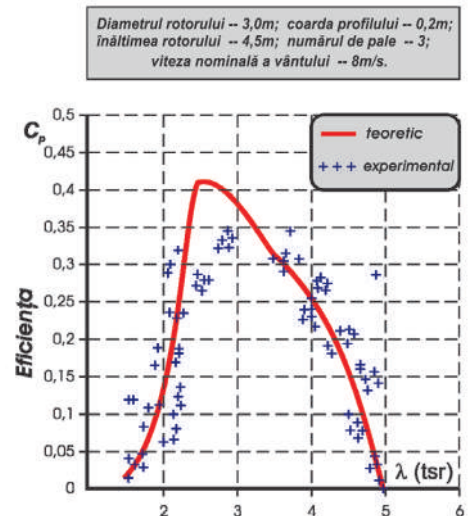 Diametrul rotorului -- 3,0m; coarda profilului -- 0,2m;
înăltimea rotorului -- 4,5m; numărul de pale -- 3;
viteza nominală a vântului -- 8m/s.
0,5
C_P
0,45
0,4
0,35
0,3
0,25
0,2
0,15
0,1
0,05
0
Eficiența
teoretic
+ + + experimental
λ (tsr)
2 3 4 5 6